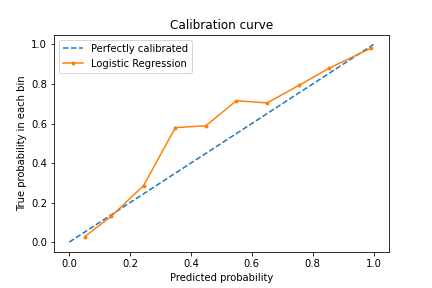 Calibration curve
Perfectly calibrated
Logistic Regression
True probability in each bin
1.0
0.8
0.6
0.4
0.2
0.0
0.0 0.2 0.4 0.6 0.8 1.0
Predicted probability